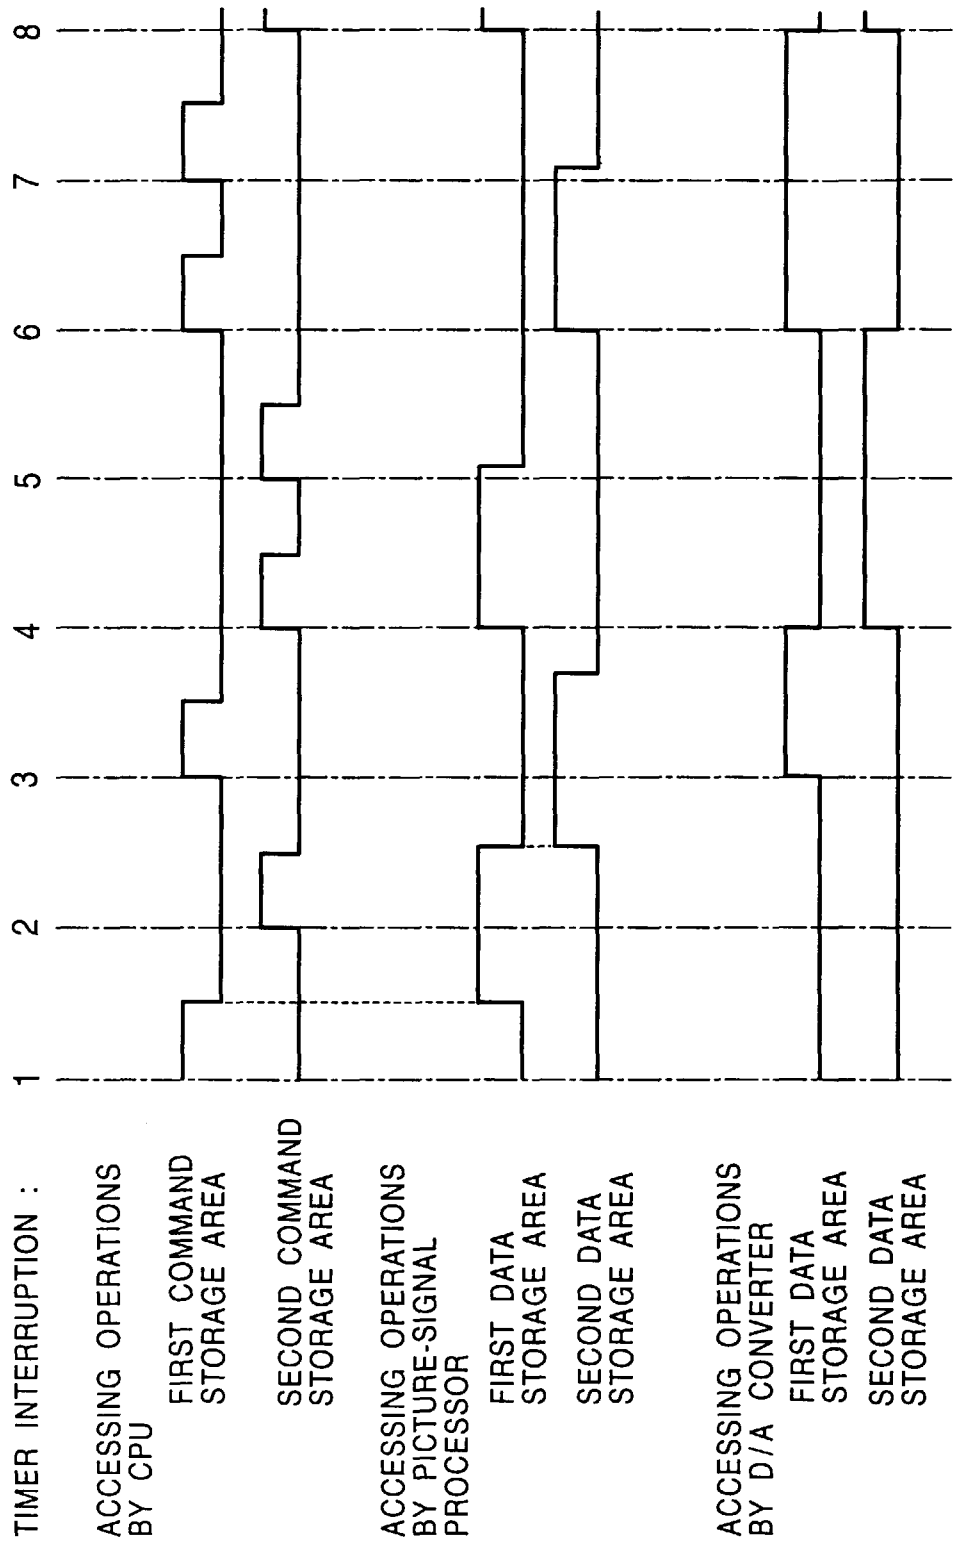 TIMER INTERRUPTION : 1 2 3 4 5 6 7 8
ACCESSING OPERATIONS
BY CPU
FIRST COMMAND
STORAGE AREA
SECOND COMMAND
STORAGE AREA
ACCESSING OPERATIONS
BY PICTURE-SIGNAL
PROCESSOR
FIRST DATA
STORAGE AREA
SECOND DATA
STORAGE AREA
ACCESSING OPERATIONS
BY D/A CONVERTER
FIRST DATA
STORAGE AREA
SECOND DATA
STORAGE AREA